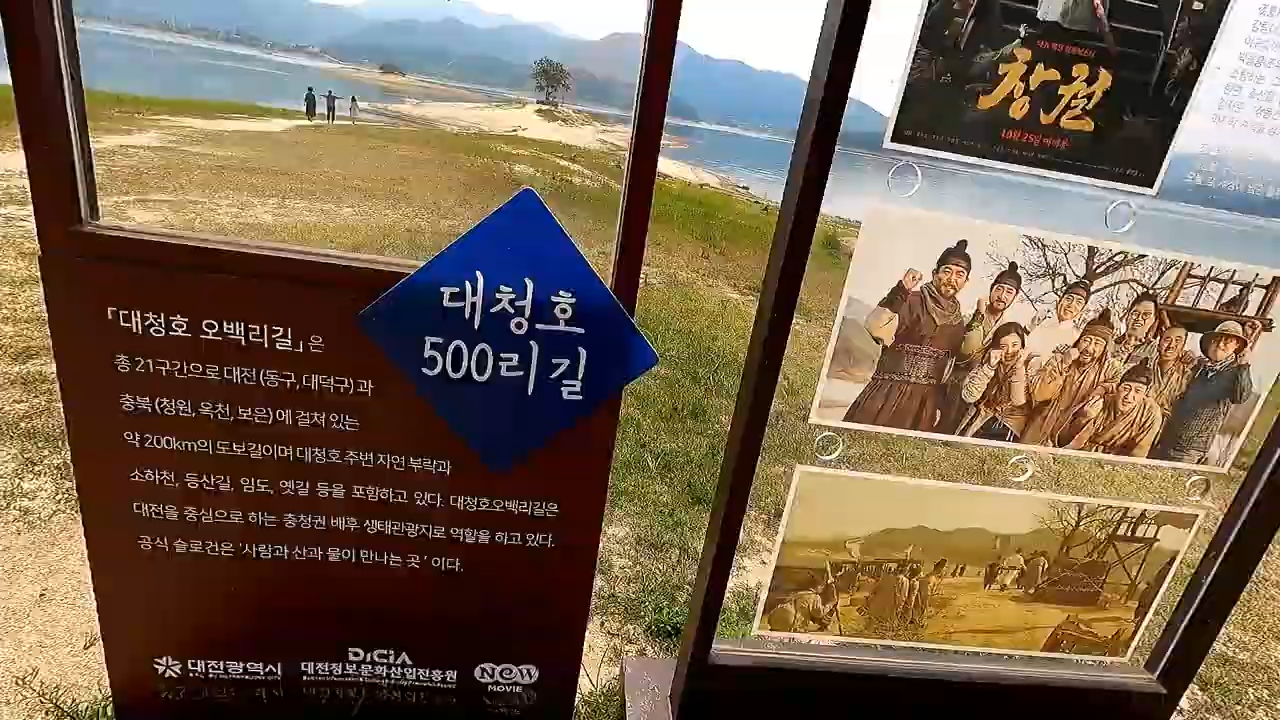 대청호
500리길
「대청호 오백리길」은
총 21구간으로 대전 (동구, 대덕구) 과
충북 (청원, 옥천, 보은) 에 걸쳐 있는
약 200km의 도보길이며 대청호 주변 자연 부락과
소하천, 등산길, 임도, 옛길 등을 포함하고 있다. 대청호오백리길은
대전을 중심으로 하는 충청권 배후 생태관광지로 역할을 하고 있다.
공식 슬로건은 '사람과 산과 물이 만나는 곳 ' 이다.
대전광역시
DiCiA
대전정보·문화산업진흥원
NEW
MOVIE
창궐
10월 25일